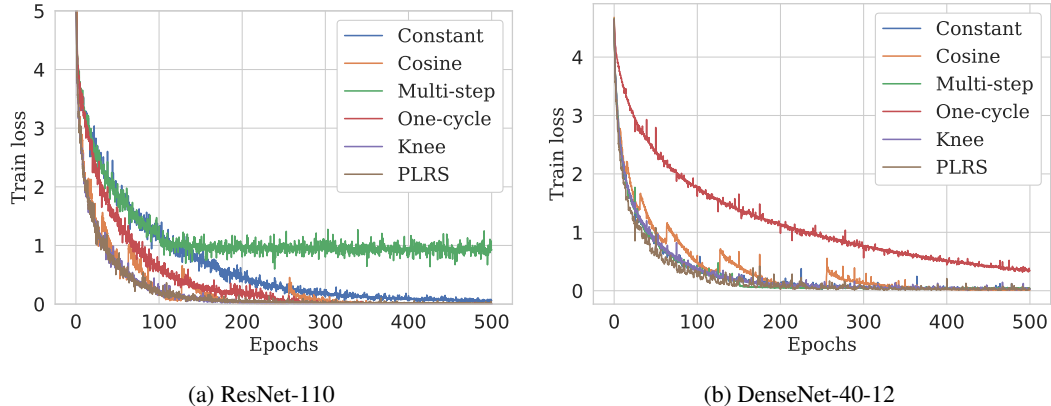 5
4
3
2
1
0
Train loss
0 100 200 300 400 500
Epochs
Constant
Cosine
Multi-step
One-cycle
Knee
PLRS
(a) ResNet-110
4
3
2
1
0
Train loss
0 100 200 300 400 500
Epochs
Constant
Cosine
Multi-step
One-cycle
Knee
PLRS
(b) DenseNet-40-12